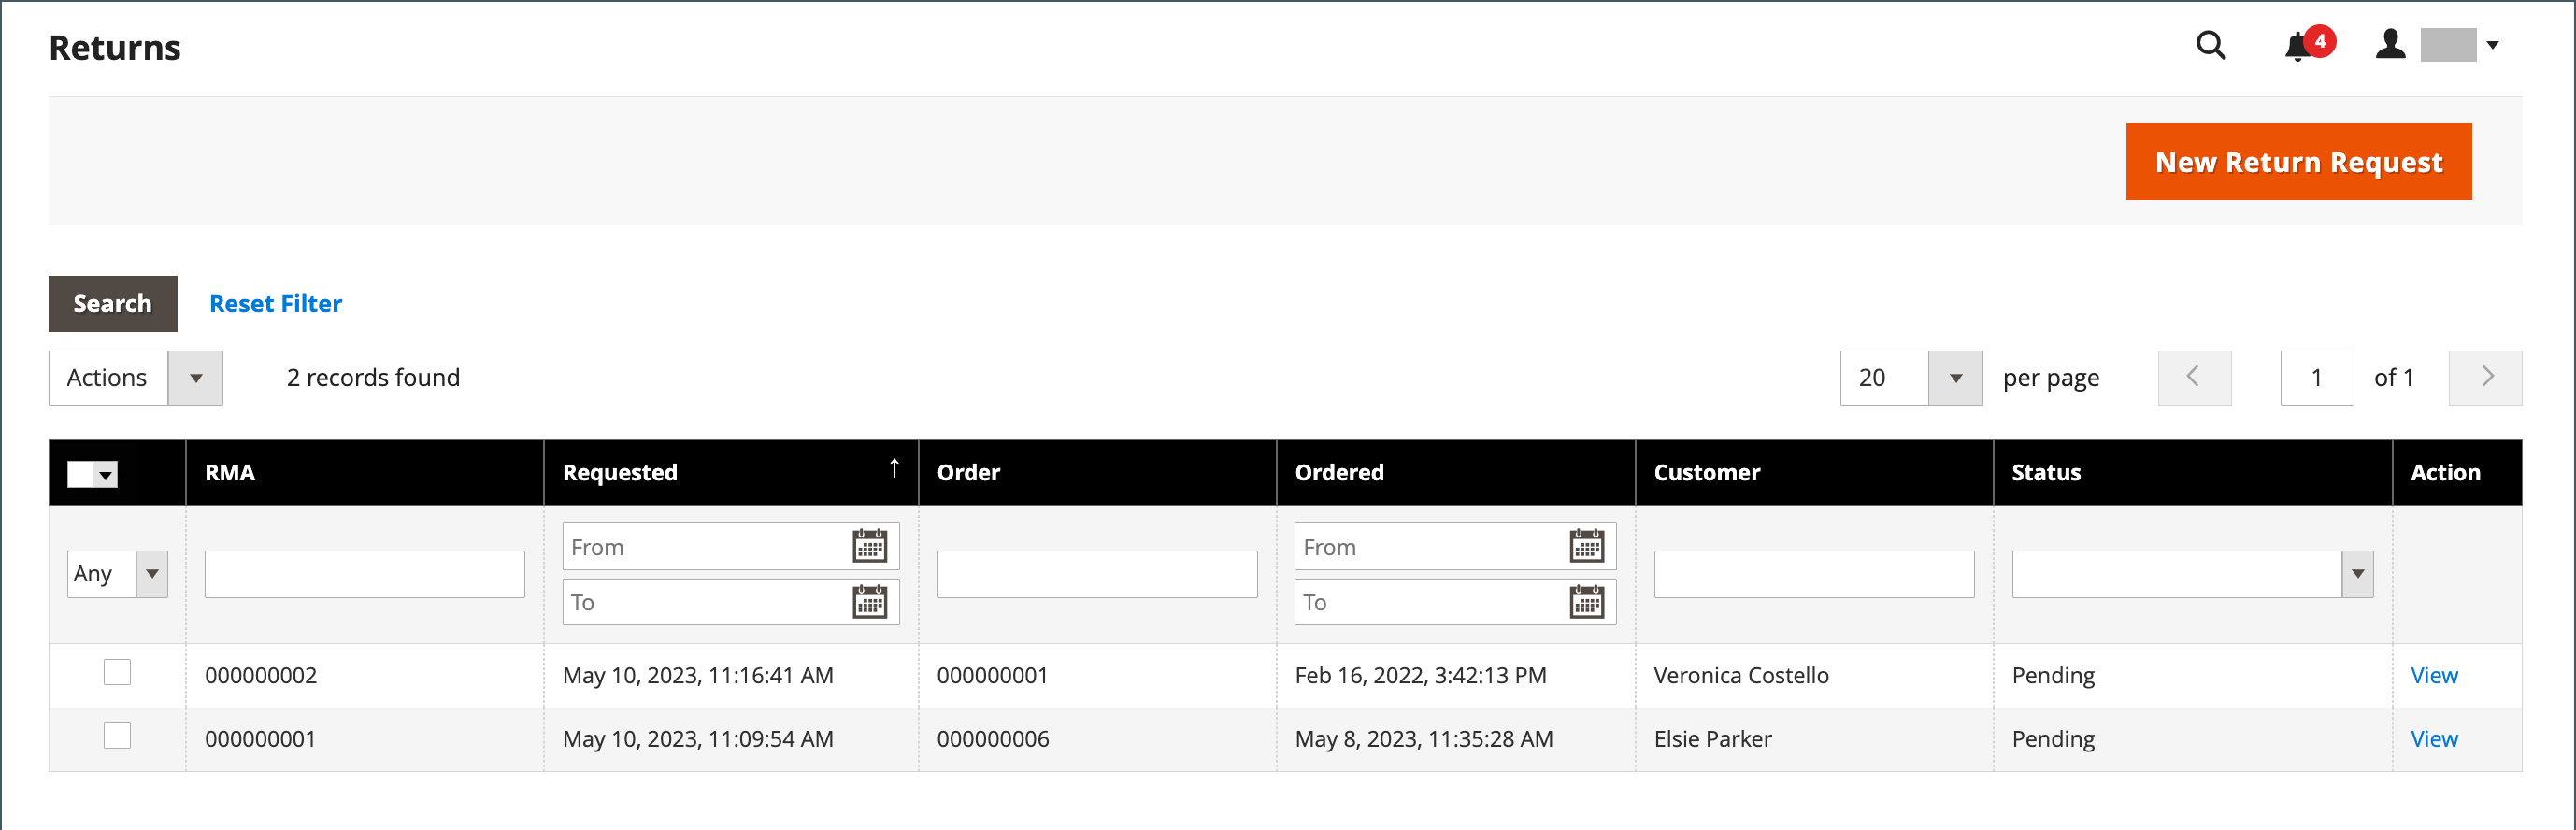 Returns
4
New Return Request
Search Reset Filter
Actions 2 records found 20 per page 1 of 1
RMA Requested ↑ Order Ordered Customer Status Action
Any From From
To To
000000002 May 10, 2023, 11:16:41 AM 000000001 Feb 16, 2022, 3:42:13 PM Veronica Costello Pending View
000000001 May 10, 2023, 11:09:54 AM 000000006 May 8, 2023, 11:35:28 AM Elsie Parker Pending View